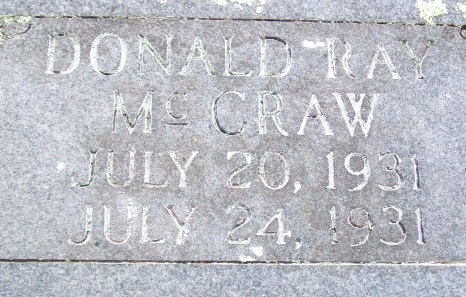 DONALD RAY
McCRAW
JULY 20, 1931
JULY 24, 1931